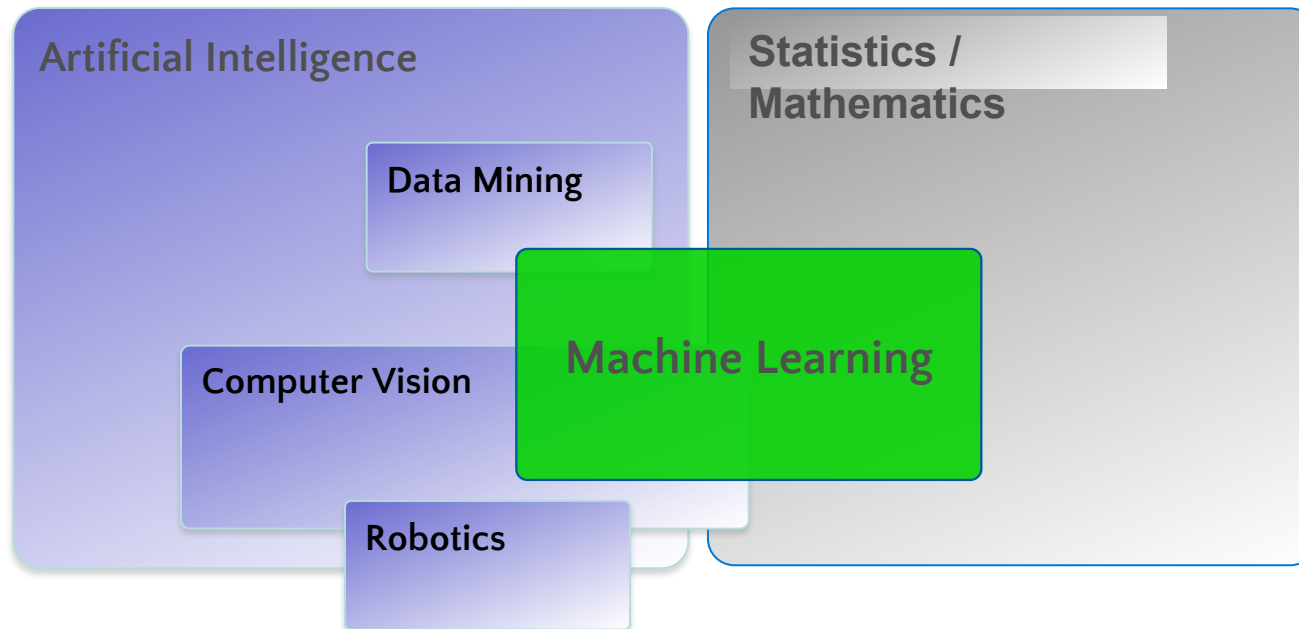 Artificial Intelligence
Statistics /
Mathematics
Data Mining
Machine Learning
Computer Vision
Robotics